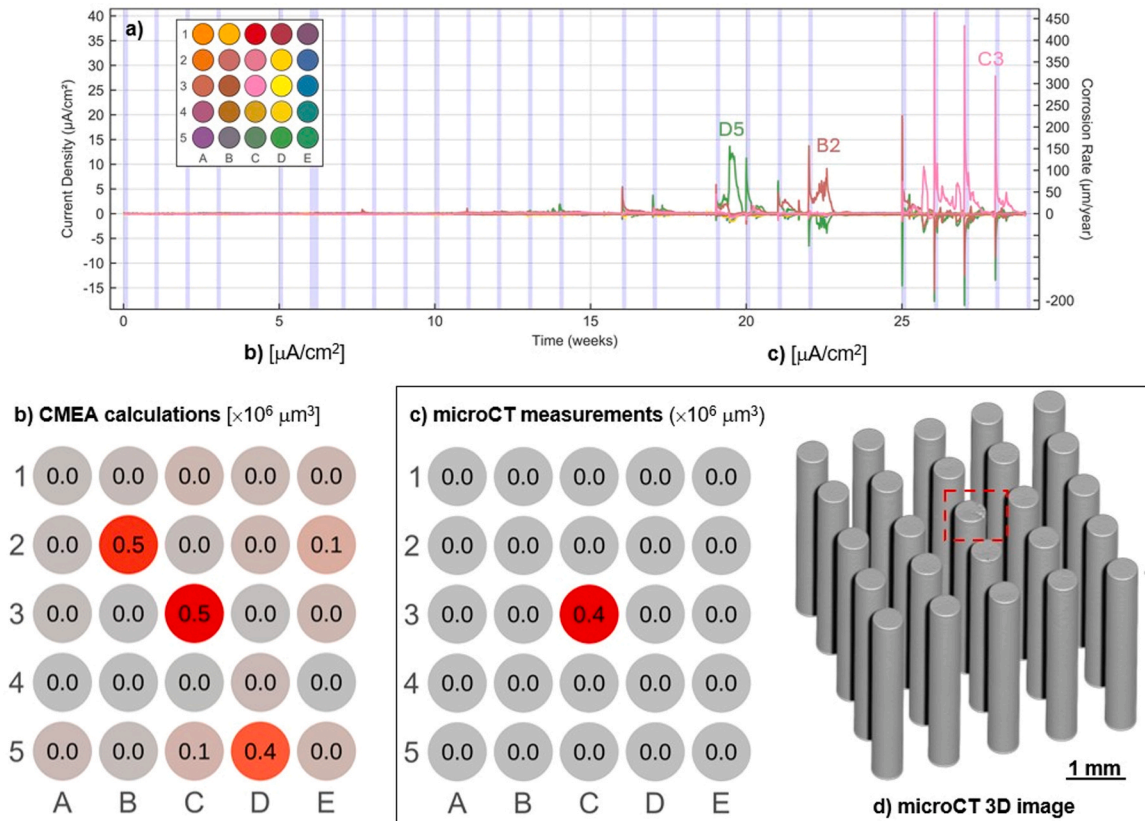 a)
1
2
3
4
5
A B C D E
40
35
30
25
20
15
10
5
0
-5
-10
-15
Current Density (μA/cm²)
D5
B2
C3
450
400
350
300
250
200
150
100
50
0
-200
Corrosion Rate (μm/year)
0 5 10 15 20 25
Time (weeks)
b) [μA/cm²]
c) [μA/cm²]
b) CMEA calculations [×10⁶ μm³]
1 0.0 0.0 0.0 0.0 0.0
2 0.0 0.5 0.0 0.0 0.1
3 0.0 0.0 0.5 0.0 0.0
4 0.0 0.0 0.0 0.0 0.0
5 0.0 0.0 0.1 0.4 0.0
A B C D E
c) microCT measurements (×10⁶ μm³)
1 0.0 0.0 0.0 0.0 0.0
2 0.0 0.0 0.0 0.0 0.0
3 0.0 0.0 0.4 0.0 0.0
4 0.0 0.0 0.0 0.0 0.0
5 0.0 0.0 0.0 0.0 0.0
A B C D E
1 mm
d) microCT 3D image